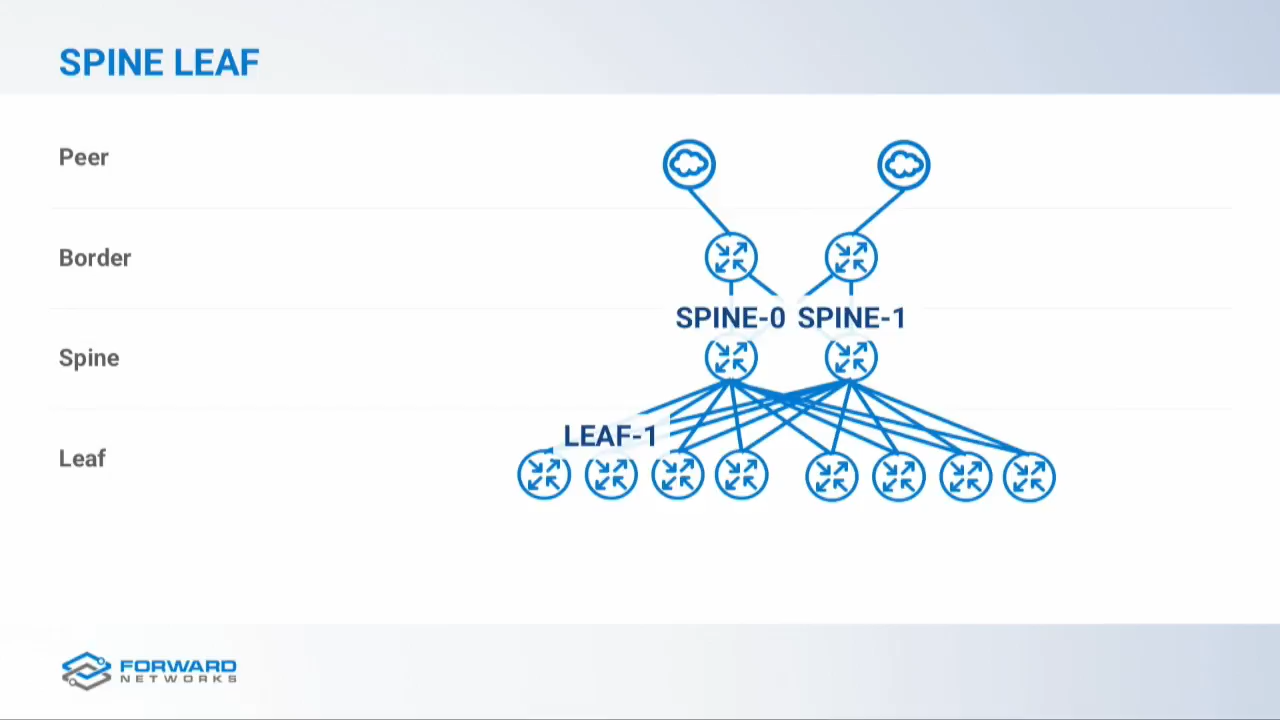 SPINE LEAF
Peer
Border
SPINE-0 SPINE-1
Spine
LEAF-1
Leaf
FORWARD
NETWORKS